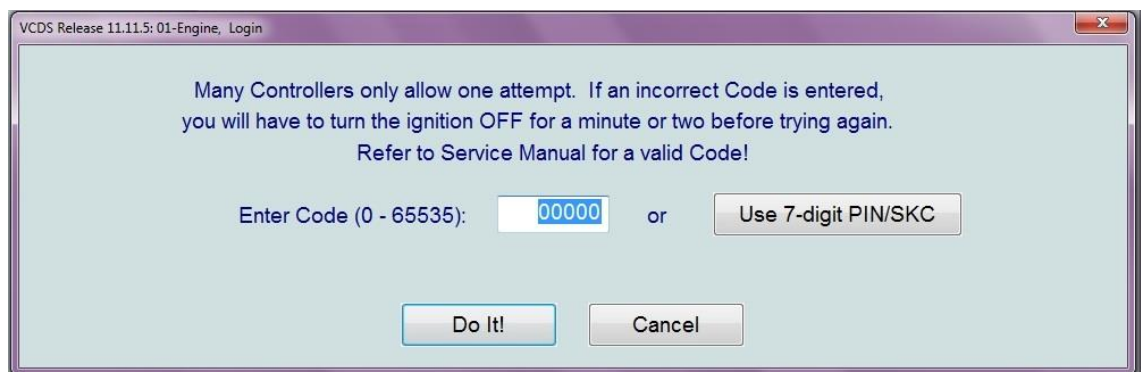 VCDS Release 11.11.5: 01-Engine, Login
x
Many Controllers only allow one attempt. If an incorrect Code is entered,
you will have to turn the ignition OFF for a minute or two before trying again.
Refer to Service Manual for a valid Code!
Enter Code (0 - 65535): 00000 or Use 7-digit PIN/SKC
Do It! Cancel